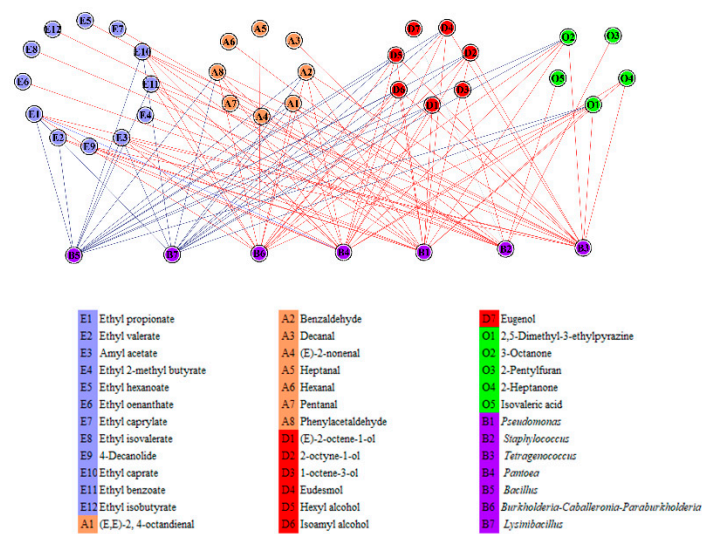 E5 E7 A5 D7 D4
E12 A6 A3 O2 O3
E8 E10 D5 D2
A8 A2 O5 O4
E6 E11 D6 D3
A7 A1 D1 O1
E1 E4 A4
E2 E3
E9
B5 B7 B6 B4 B1 B2 B3
E1 Ethyl propionate A2 Benzaldehyde D7 Eugenol
E2 Ethyl valerate A3 Decanal O1 2,5-Dimethyl-3-ethylpyrazine
E3 Amyl acetate A4 (E)-2-nonenal O2 3-Octanone
E4 Ethyl 2-methyl butyrate A5 Heptanal O3 2-Pentylfuran
E5 Ethyl hexanoate A6 Hexanal O4 2-Heptanone
E6 Ethyl oenanthate A7 Pentanal O5 Isovaleric acid
E7 Ethyl caprylate A8 Phenylacetaldehyde B1 Pseudomonas
E8 Ethyl isovalerate D1 (E)-2-octene-1-ol B2 Staphylococcus
E9 4-Decanolide D2 2-octyne-1-ol B3 Tetragenococcus
E10 Ethyl caprate D3 1-octene-3-ol B4 Pantoea
E11 Ethyl benzoate D4 Eudesmol B5 Bacillus
E12 Ethyl isobutyrate D5 Hexyl alcohol B6 Burkholderia-Caballeronia-Paraburkholderia
A1 (E,E)-2, 4-octandienal D6 Isoamyl alcohol B7 Lysinibacillus